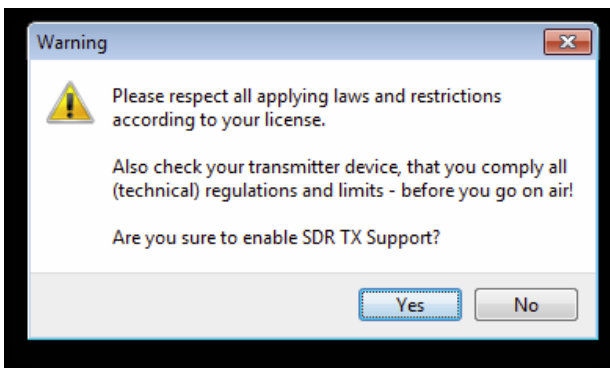 Warning
Please respect all applying laws and restrictions
according to your license.
Also check your transmitter device, that you comply all
(technical) regulations and limits - before you go on air!
Are you sure to enable SDR TX Support?
Yes
No